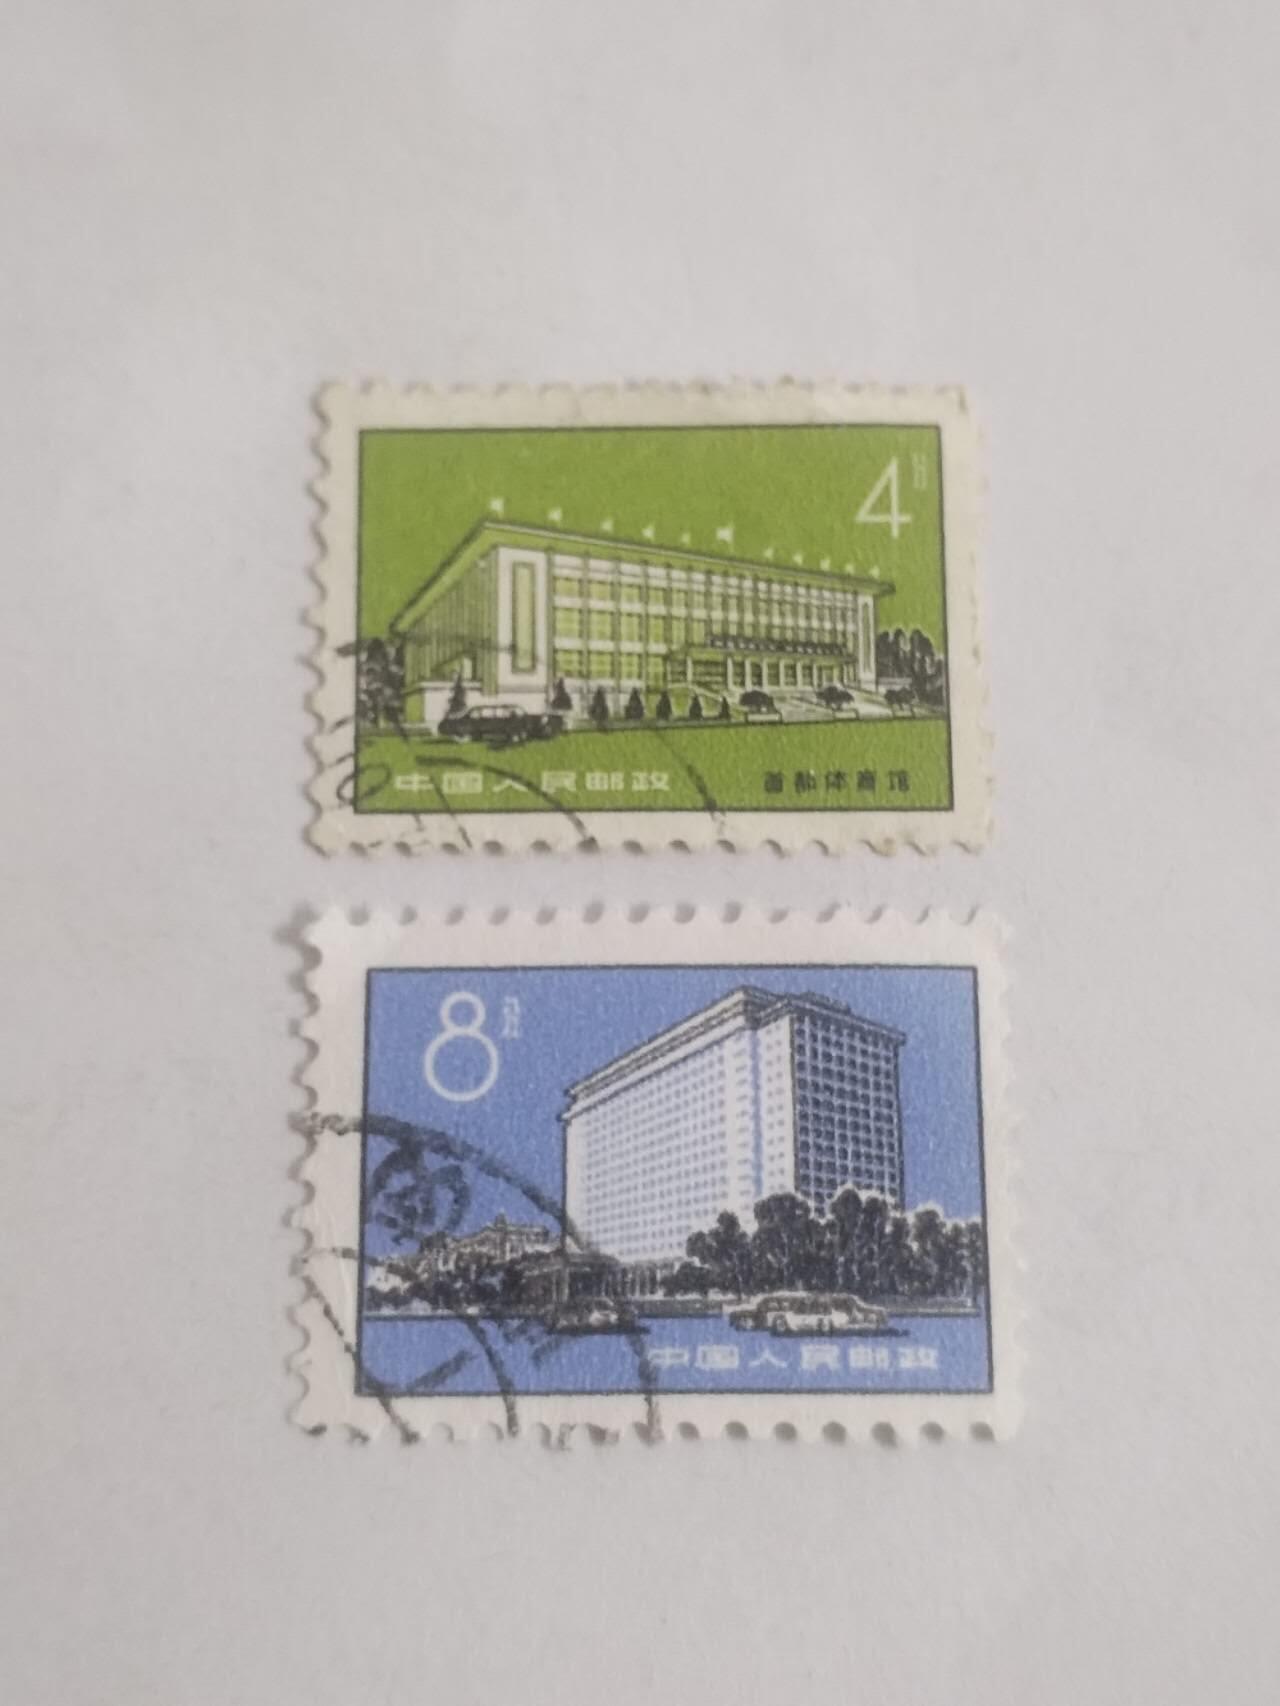 4分
中国人民邮政 首都体育馆
8分
中国人民邮政